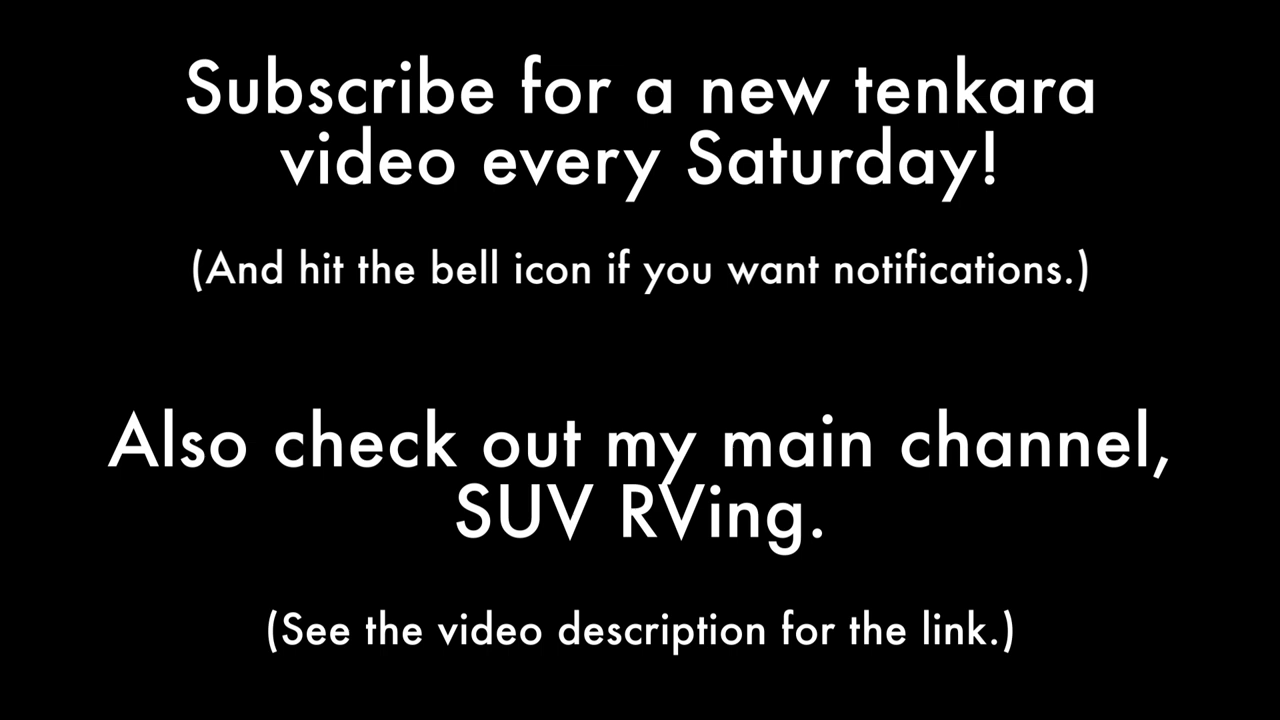 Subscribe for a new tenkara
video every Saturday!
(And hit the bell icon if you want notifications.)
Also check out my main channel,
SUV RVing.
(See the video description for the link.)